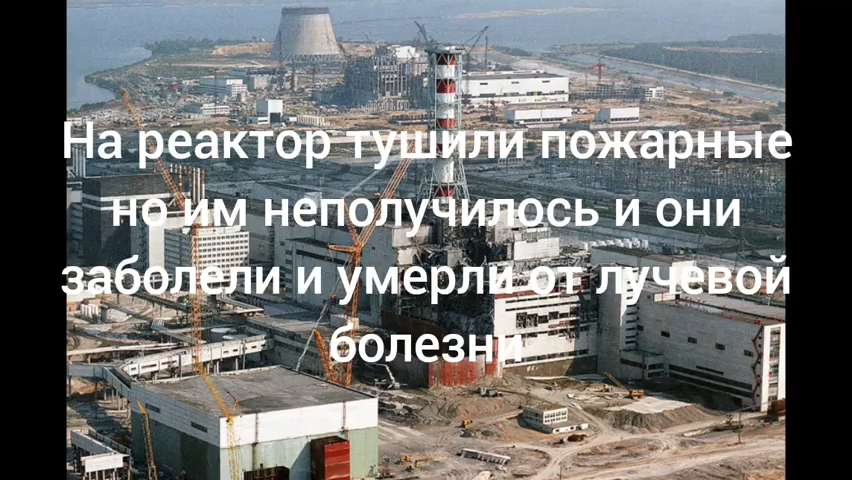 На реактор тушили пожарные
но им неполучилось и они
заболели и умерли от лучевой
болезни